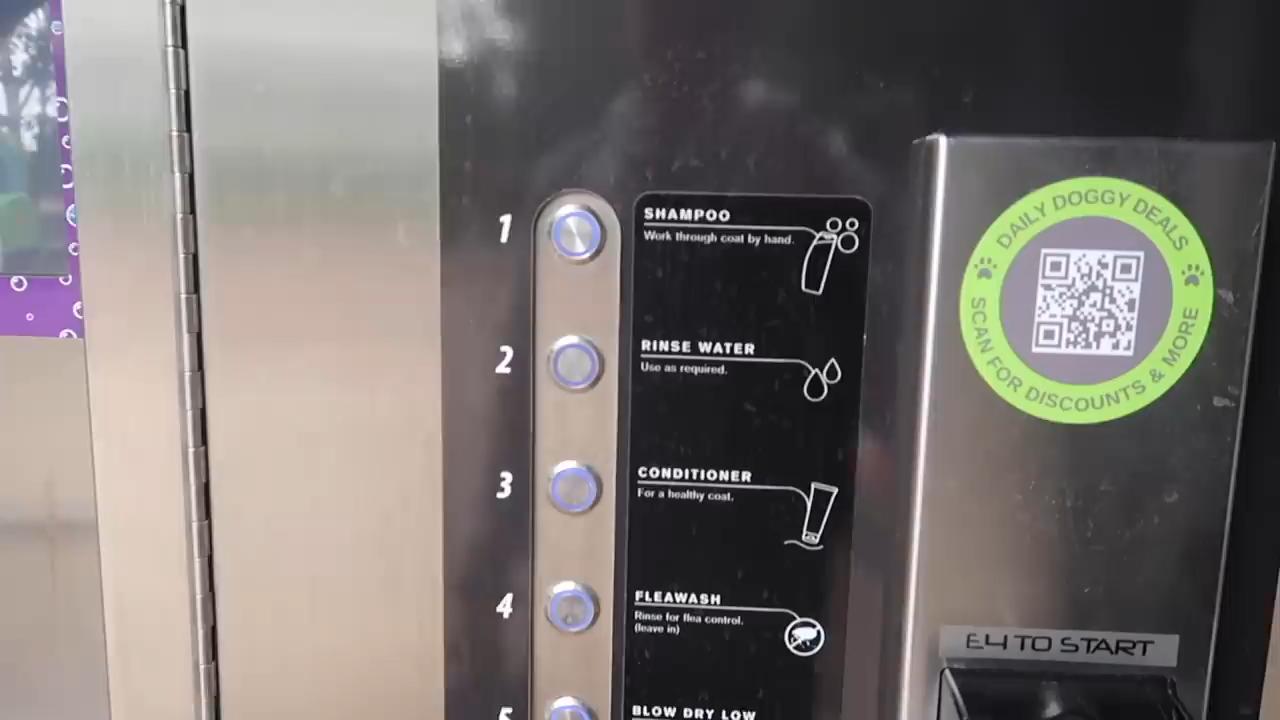 1
SHAMPOO
Work through coat by hand.
2
RINSE WATER
Use as required.
3
CONDITIONER
For a healthy coat.
4
FLEAWASH
Rinse for flea control.
(leave in)
5
BLOW DRY LOW
DAILY DOGGY DEALS
SCAN FOR DISCOUNTS & MORE
E4 TO START